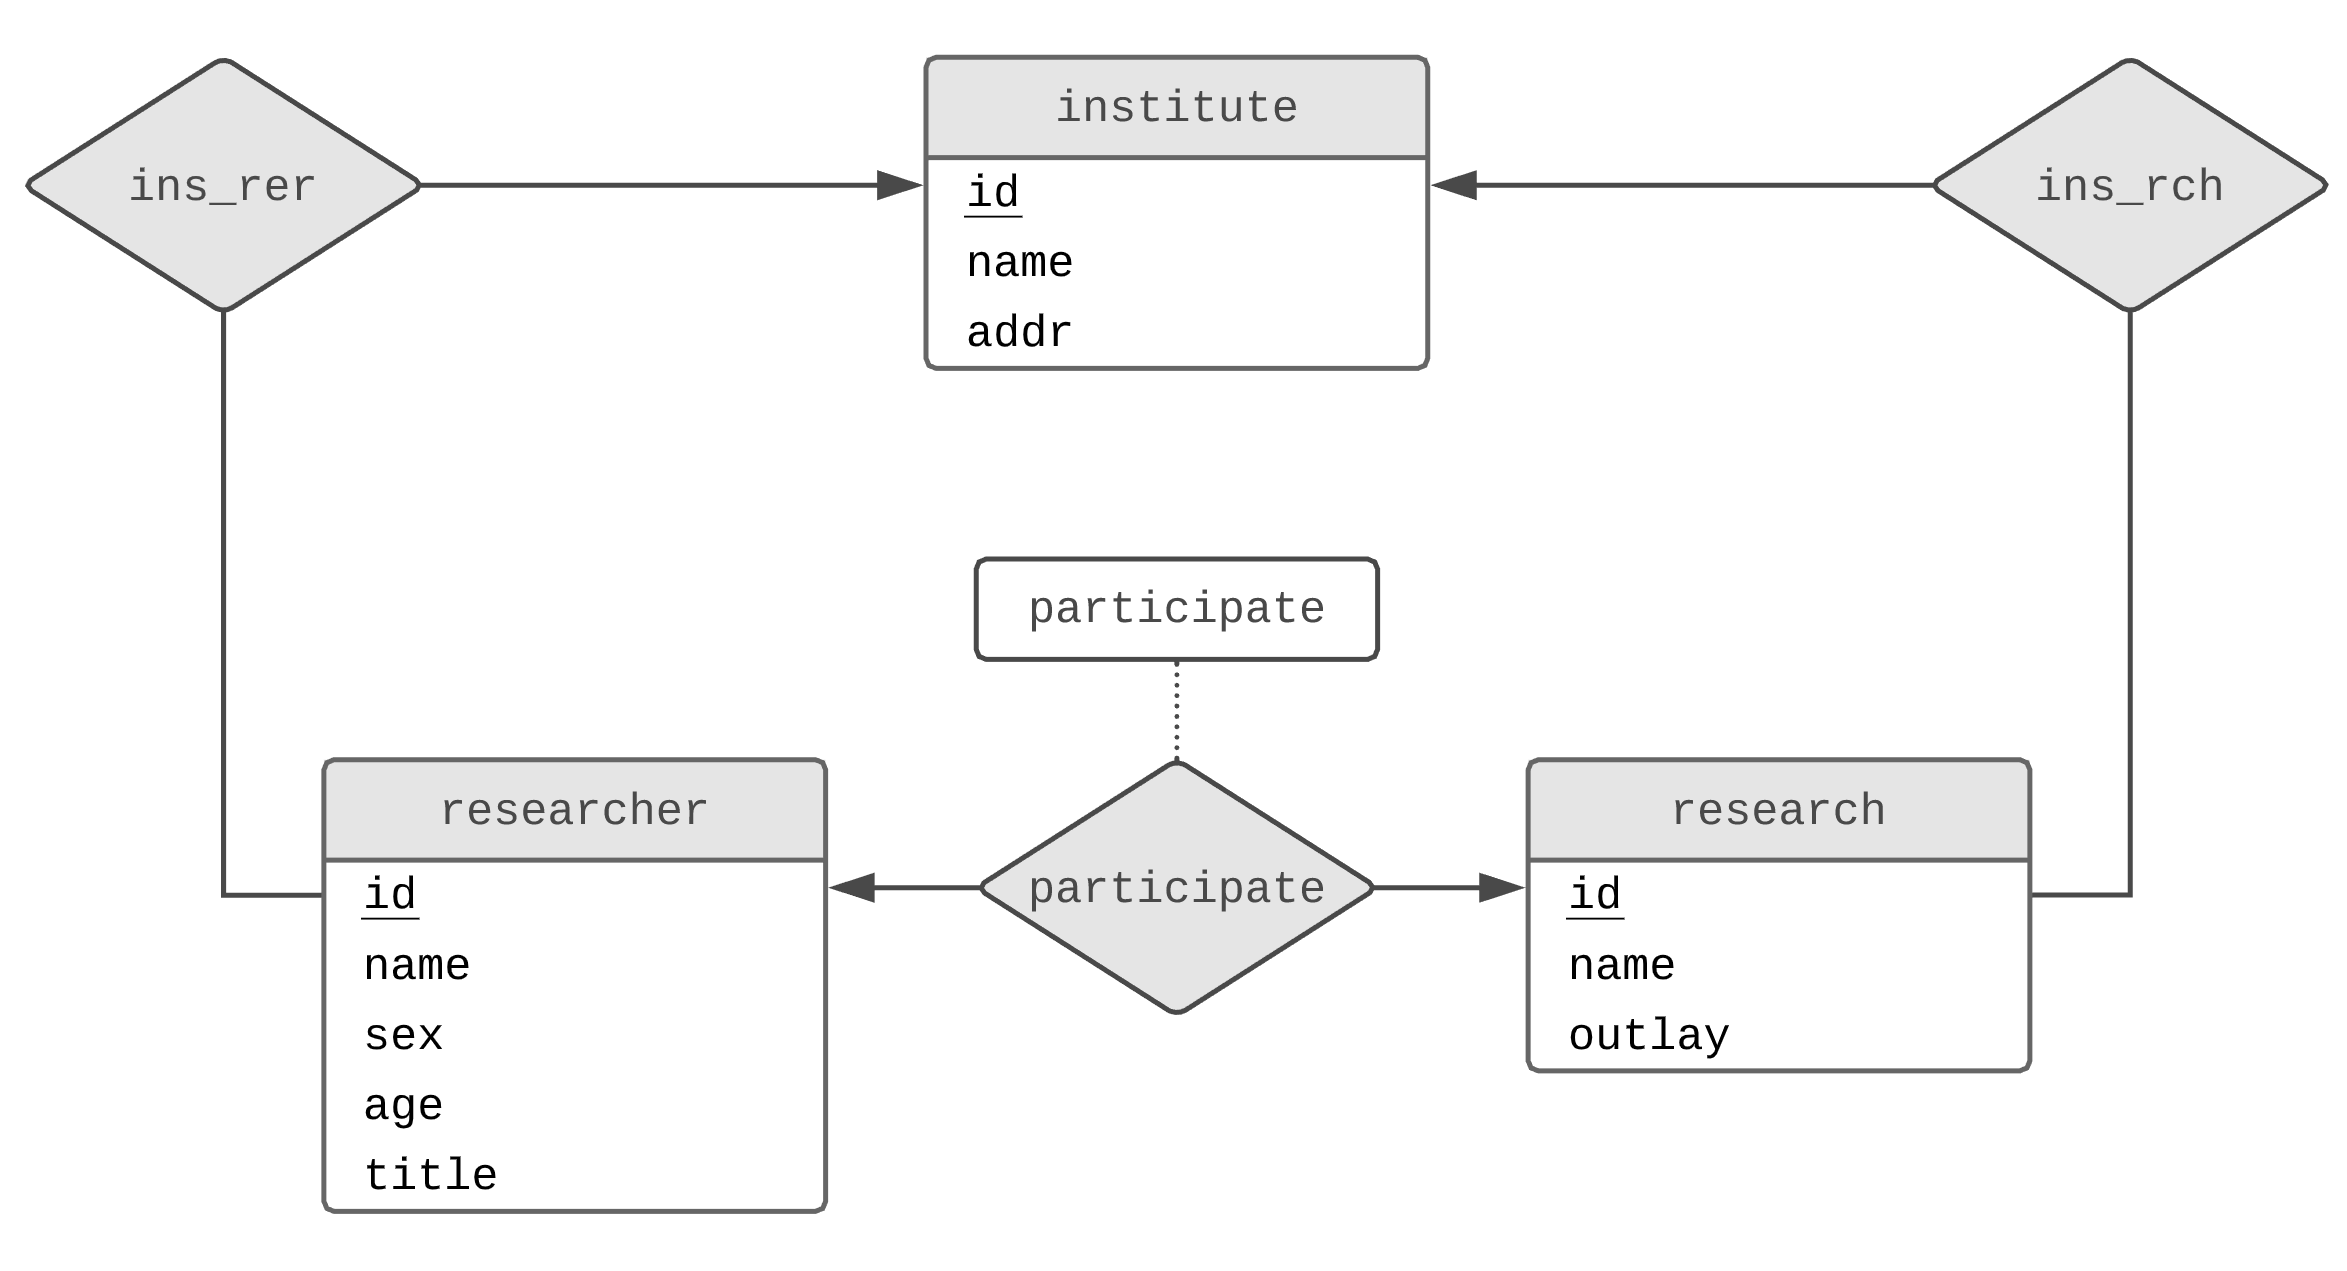 ins_rer
institute
id
name
addr
ins_rch
participate
researcher
id
name
sex
age
title
participate
research
id
name
outlay